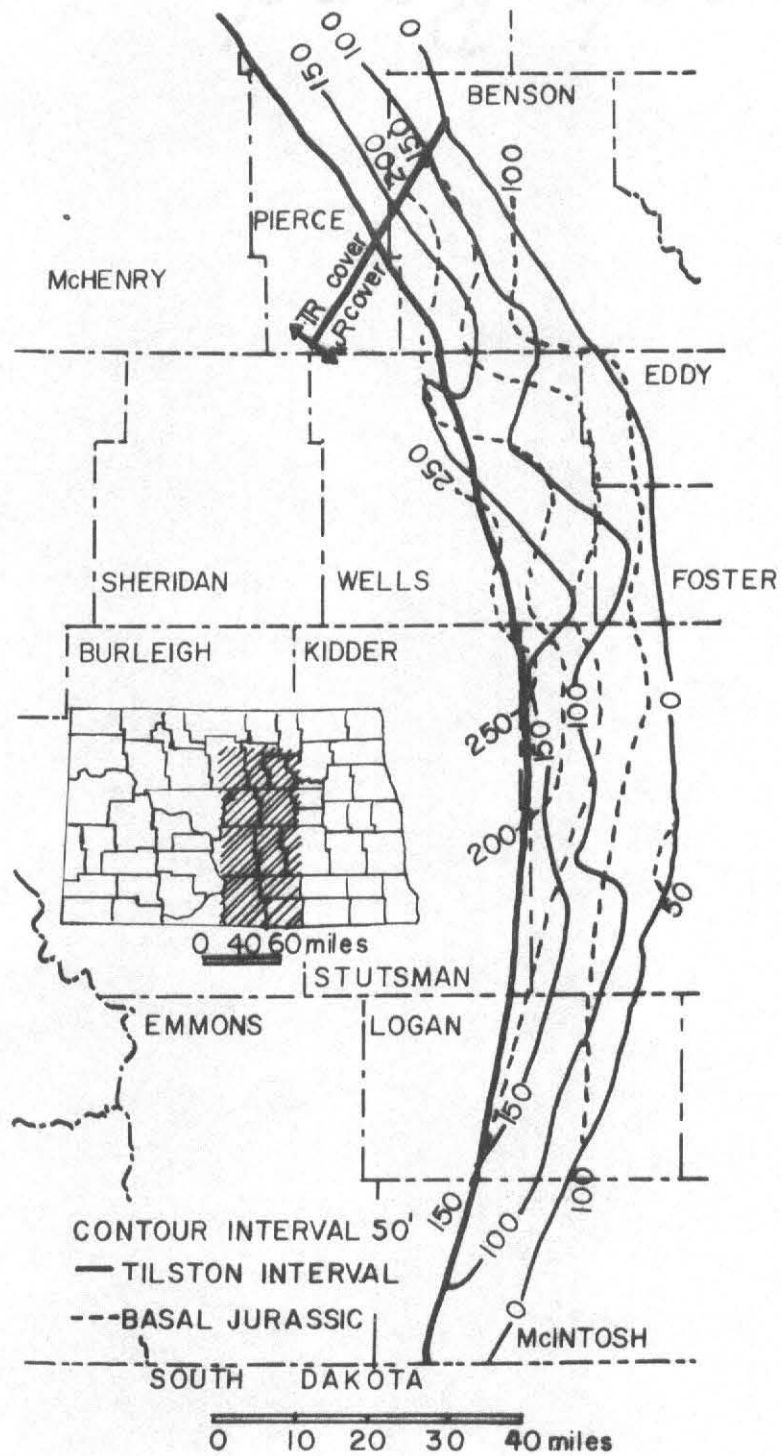 0
100
150
BENSON
200
150
100
PIERCE
TR cover
JR cover
McHENRY
EDDY
250
SHERIDAN
WELLS
FOSTER
BURLEIGH
KIDDER
250
150
100
0
200
50
0 40 60 miles
STUTSMAN
EMMONS
LOGAN
150
150
100
100
0
CONTOUR INTERVAL 50'
TILSTON INTERVAL
BASAL JURASSIC
McINTOSH
SOUTH DAKOTA
0 10 20 30 40 miles